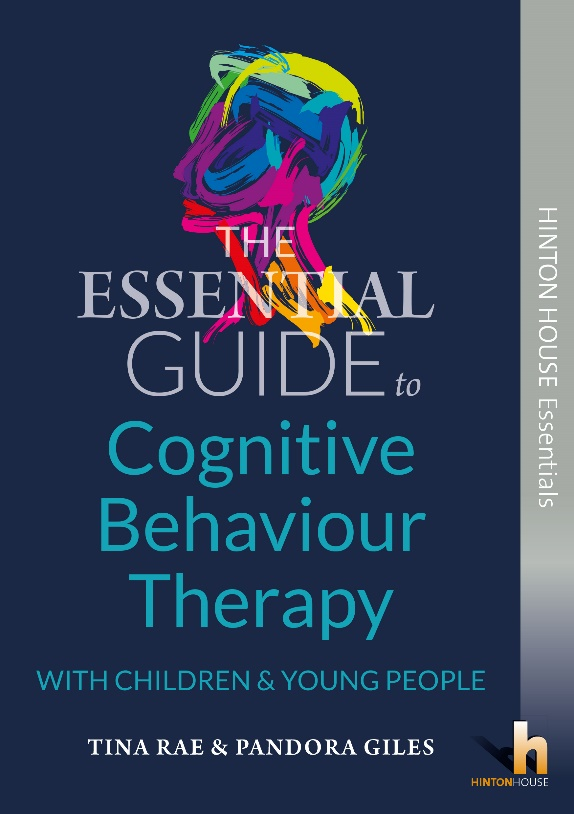 THE
ESSENTIAL
GUIDE to
Cognitive
Behaviour
Therapy
WITH CHILDREN & YOUNG PEOPLE
TINA RAE & PANDORA GILES
HINTON HOUSE Essentials
h
HINTONHOUSE